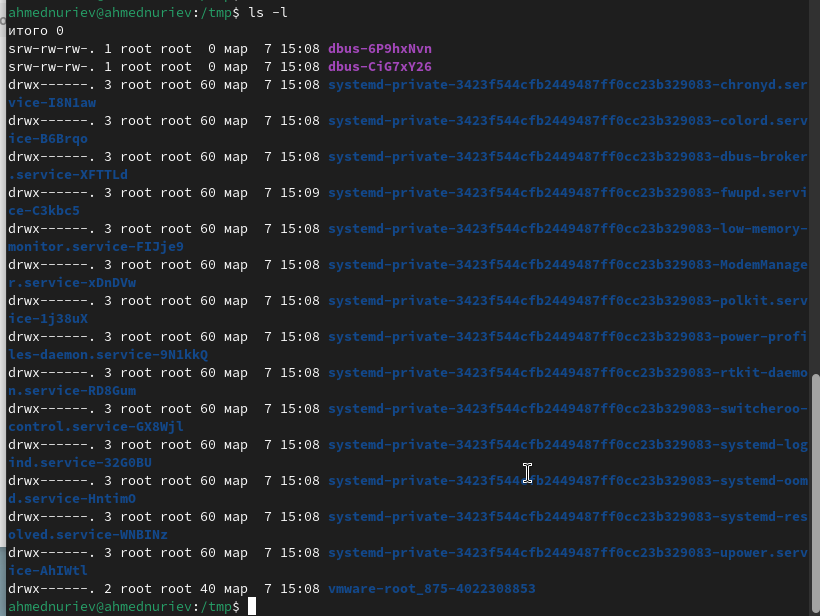 ahmednuriev@ahmednuriev:/tmp$ ls -l
итого 0
srw-rw-rw-. 1 root root  0 мар  7 15:08 dbus-6P9hxNvn
srw-rw-rw-. 1 root root  0 мар  7 15:08 dbus-CiG7xY26
drwx------. 3 root root 60 мар  7 15:08 systemd-private-3423f544cfb2449487ff0cc23b329083-chronyd.ser
vice-I8N1aw
drwx------. 3 root root 60 мар  7 15:08 systemd-private-3423f544cfb2449487ff0cc23b329083-colord.serv
ice-B6Brqo
drwx------. 3 root root 60 мар  7 15:08 systemd-private-3423f544cfb2449487ff0cc23b329083-dbus-broker
.service-XFTTLd
drwx------. 3 root root 60 мар  7 15:09 systemd-private-3423f544cfb2449487ff0cc23b329083-fwupd.servi
ce-C3kbc5
drwx------. 3 root root 60 мар  7 15:08 systemd-private-3423f544cfb2449487ff0cc23b329083-low-memory-
monitor.service-FIJje9
drwx------. 3 root root 60 мар  7 15:08 systemd-private-3423f544cfb2449487ff0cc23b329083-ModemManage
r.service-xDnDVw
drwx------. 3 root root 60 мар  7 15:08 systemd-private-3423f544cfb2449487ff0cc23b329083-polkit.serv
ice-1j38uX
drwx------. 3 root root 60 мар  7 15:08 systemd-private-3423f544cfb2449487ff0cc23b329083-power-profi
les-daemon.service-9N1kkQ
drwx------. 3 root root 60 мар  7 15:08 systemd-private-3423f544cfb2449487ff0cc23b329083-rtkit-daemo
n.service-RD8Gum
drwx------. 3 root root 60 мар  7 15:08 systemd-private-3423f544cfb2449487ff0cc23b329083-switcheroo-
control.service-GX8Wjl
drwx------. 3 root root 60 мар  7 15:08 systemd-private-3423f544cfb2449487ff0cc23b329083-systemd-log
ind.service-32G0BU
drwx------. 3 root root 60 мар  7 15:08 systemd-private-3423f544cfb2449487ff0cc23b329083-systemd-oom
d.service-HntimO
drwx------. 3 root root 60 мар  7 15:08 systemd-private-3423f544cfb2449487ff0cc23b329083-systemd-res
olved.service-WNBINz
drwx------. 3 root root 60 мар  7 15:08 systemd-private-3423f544cfb2449487ff0cc23b329083-upower.serv
ice-AhIWtl
drwx------. 2 root root 40 мар  7 15:08 vmware-root_875-4022308853
ahmednuriev@ahmednuriev:/tmp$